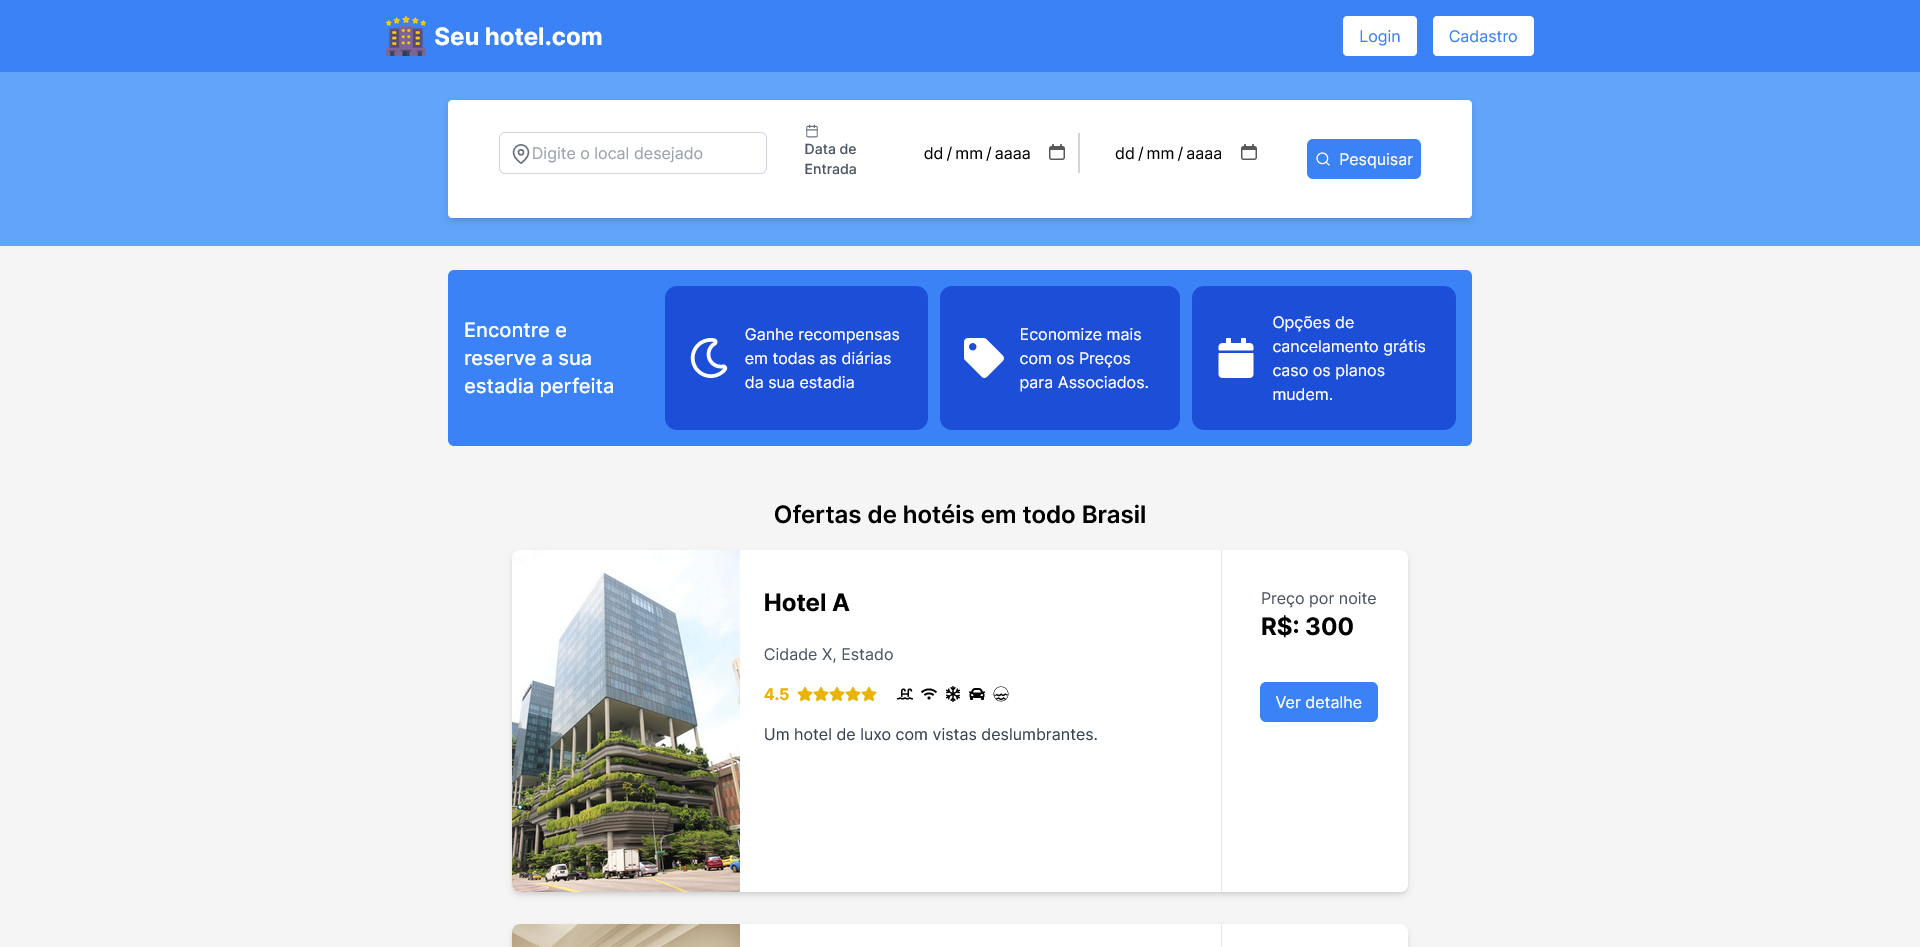 Seu hotel.com
Login
Cadastro
Digite o local desejado
Data de
Entrada
dd/mm/aaaa
dd/mm/aaaa
Pesquisar
Encontre e
reserve a sua
estadia perfeita
Ganhe recompensas
em todas as diárias
da sua estadia
Economize mais
com os Preços
para Associados.
Opções de
cancelamento grátis
caso os planos
mudem.
Ofertas de hotéis em todo Brasil
Hotel A
Cidade X, Estado
4.5
Um hotel de luxo com vistas deslumbrantes.
Preço por noite
R$: 300
Ver detalhe